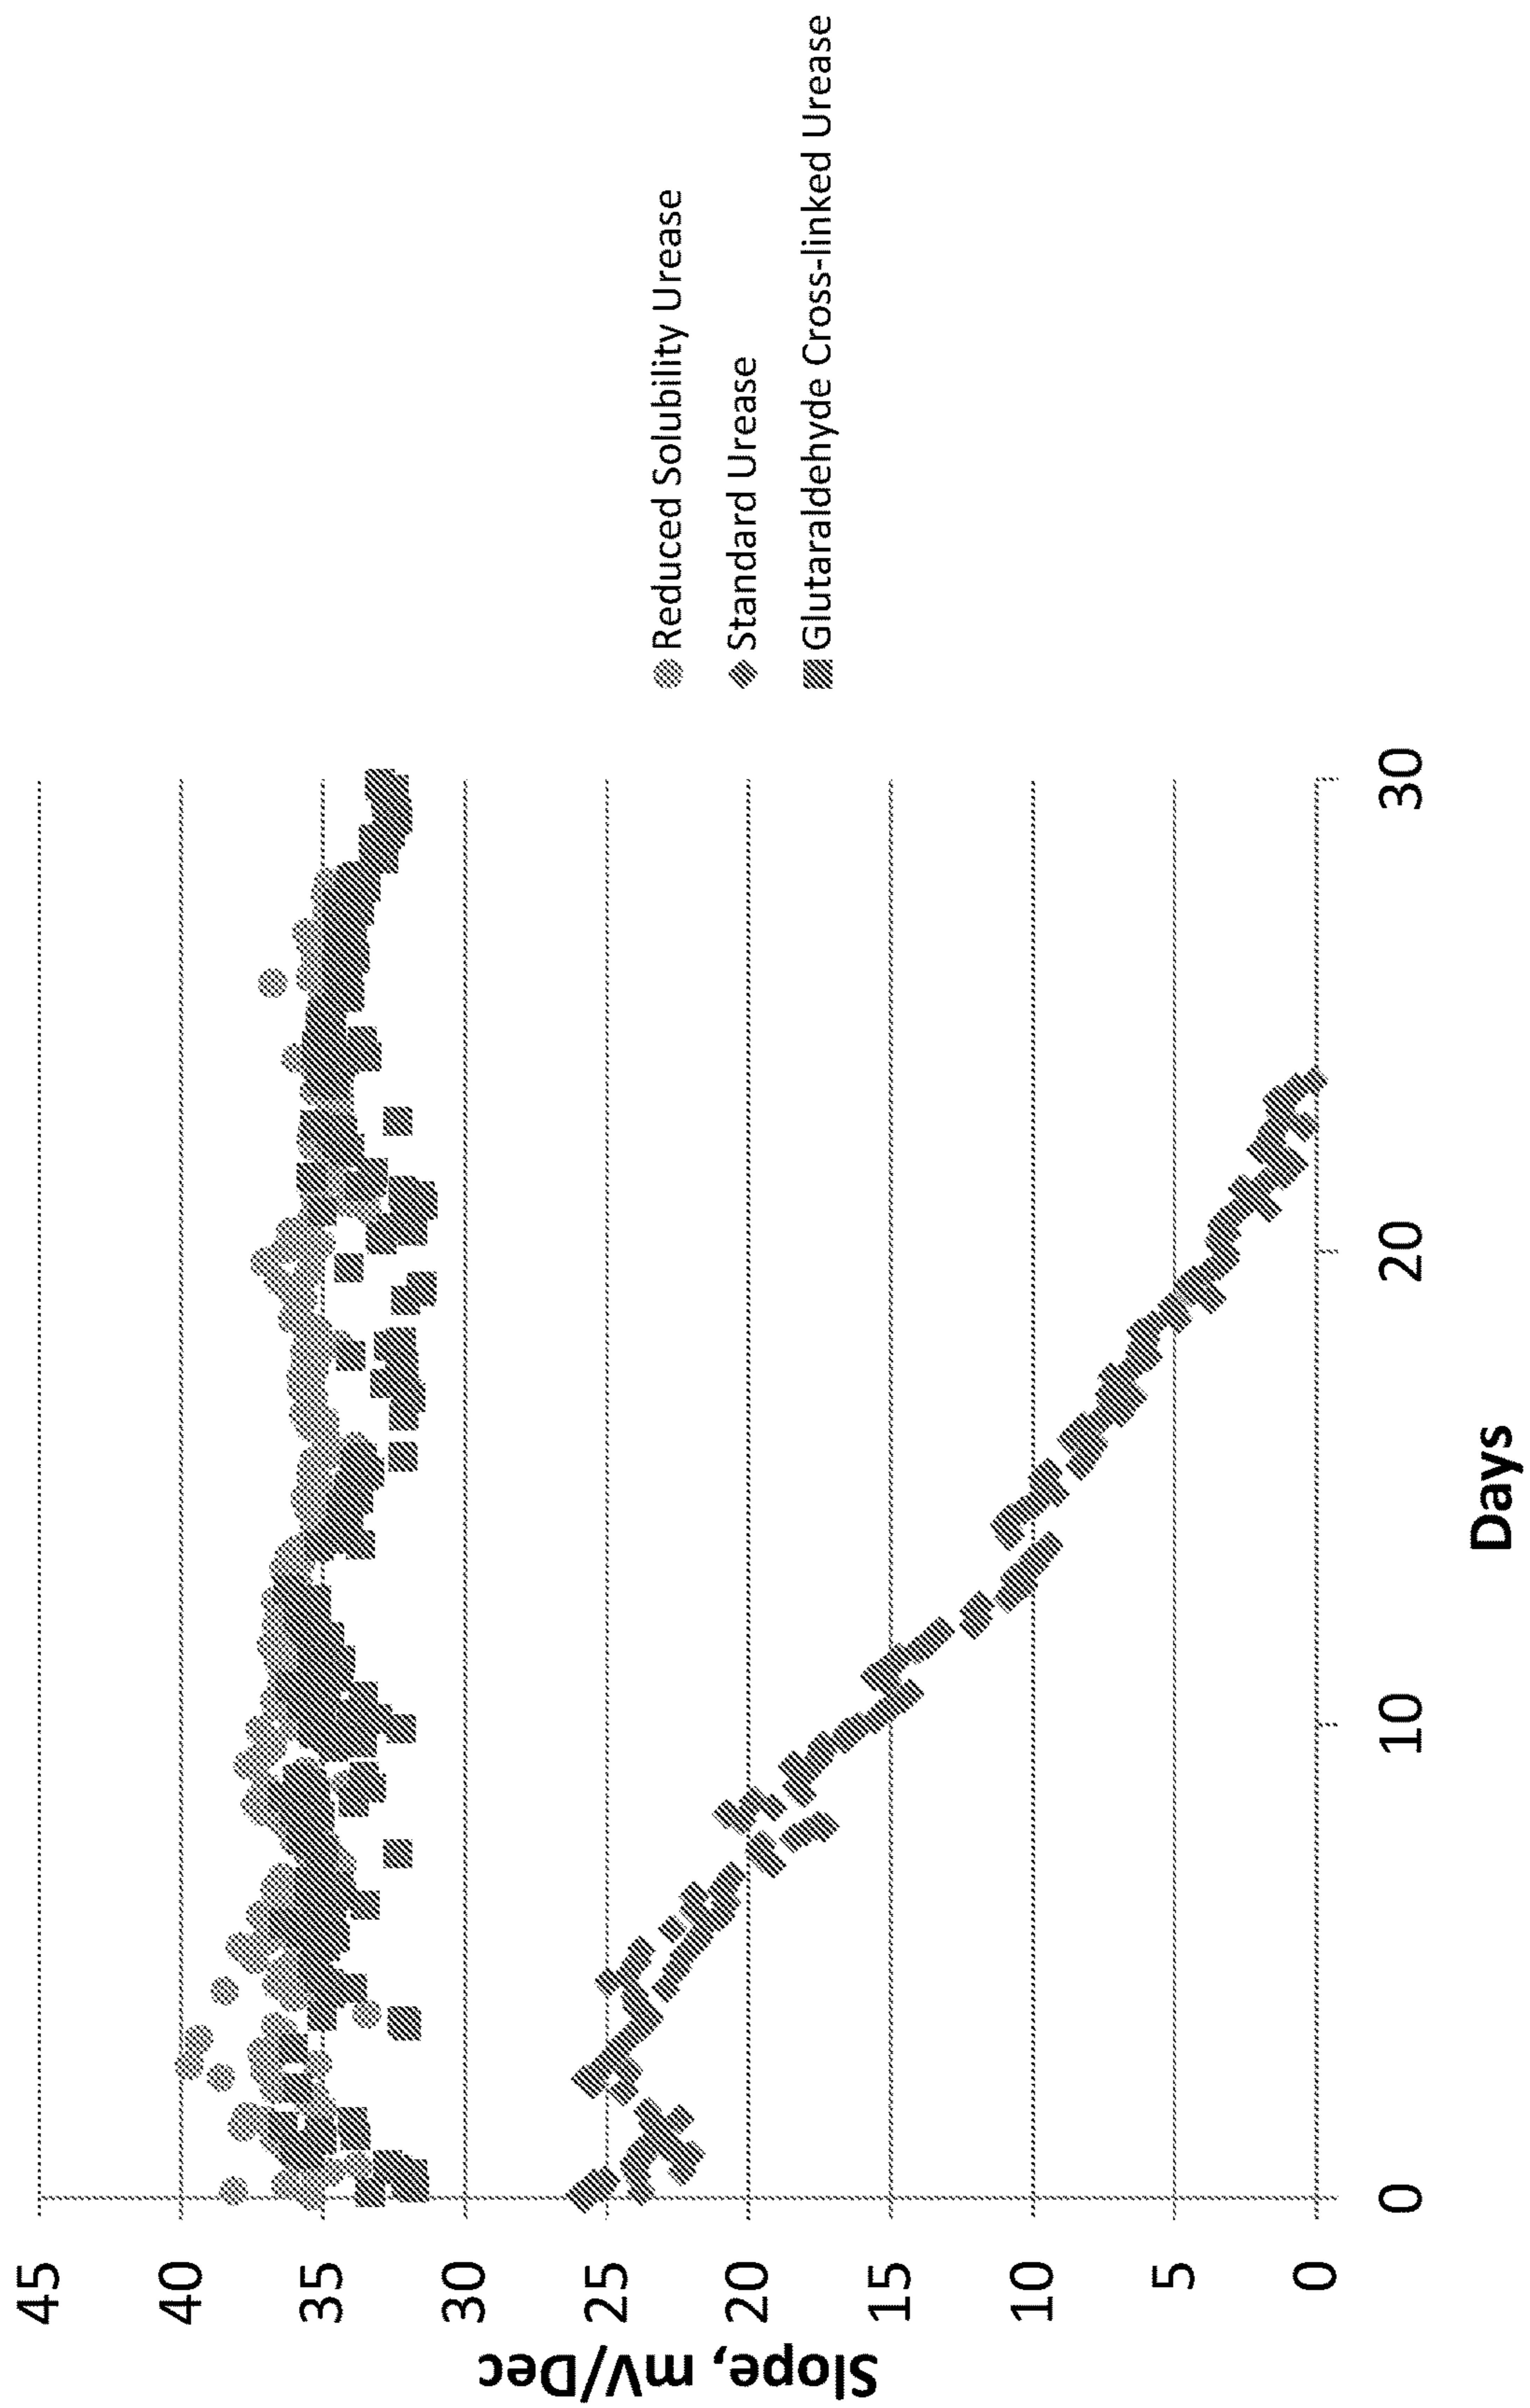 45
40
35
30
25
20
15
10
5
0
Slope, mV/Dec
0
10
20
30
Days
Reduced Solubility Urease
Standard Urease
Glutaraldehyde Cross-linked Urease